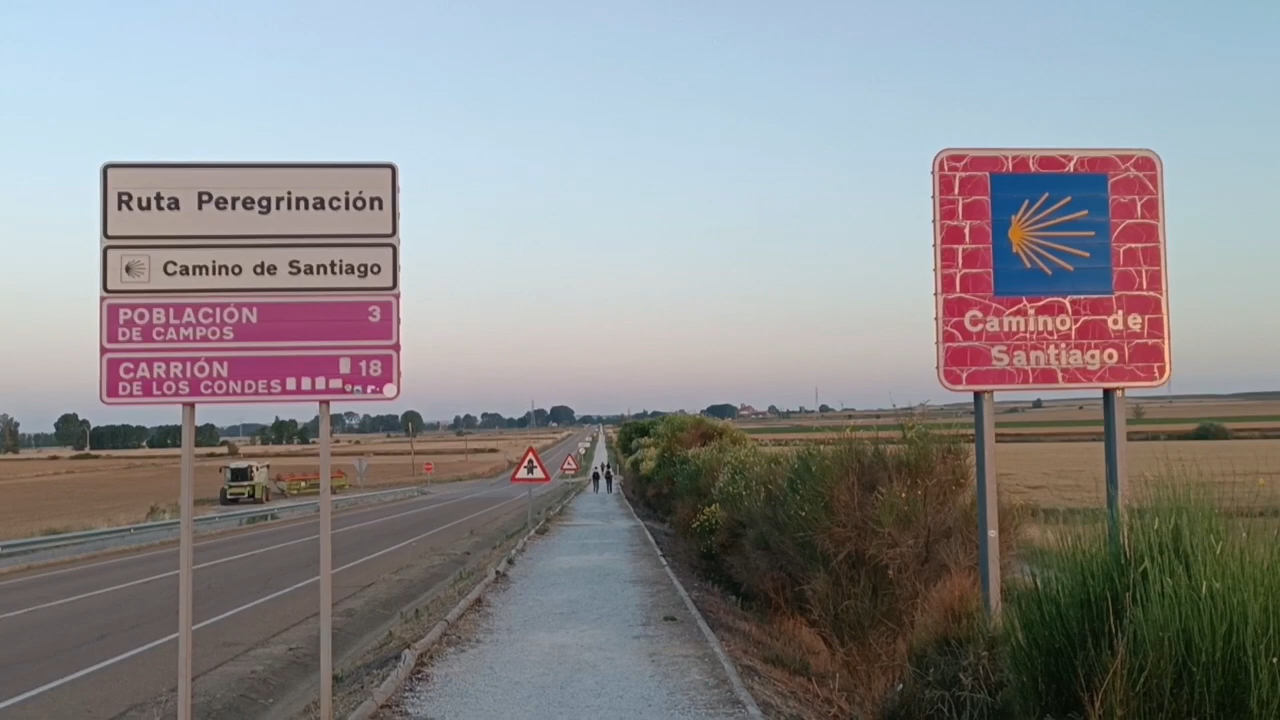 Ruta Peregrinación
Camino de Santiago
POBLACIÓN 3
DE CAMPOS
CARRIÓN 18
DE LOS CONDES
Camino de
Santiago